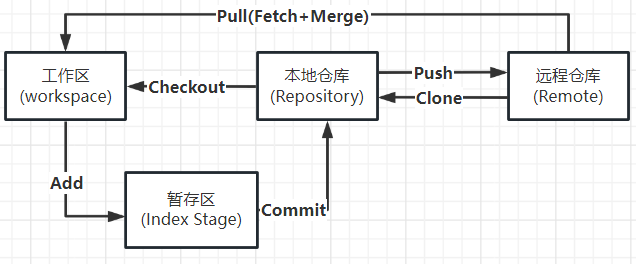 Pull(Fetch+Merge)
工作区
(workspace)
Checkout
本地仓库
(Repository)
Push
Clone
远程仓库
(Remote)
Add
暂存区
(Index Stage)
Commit